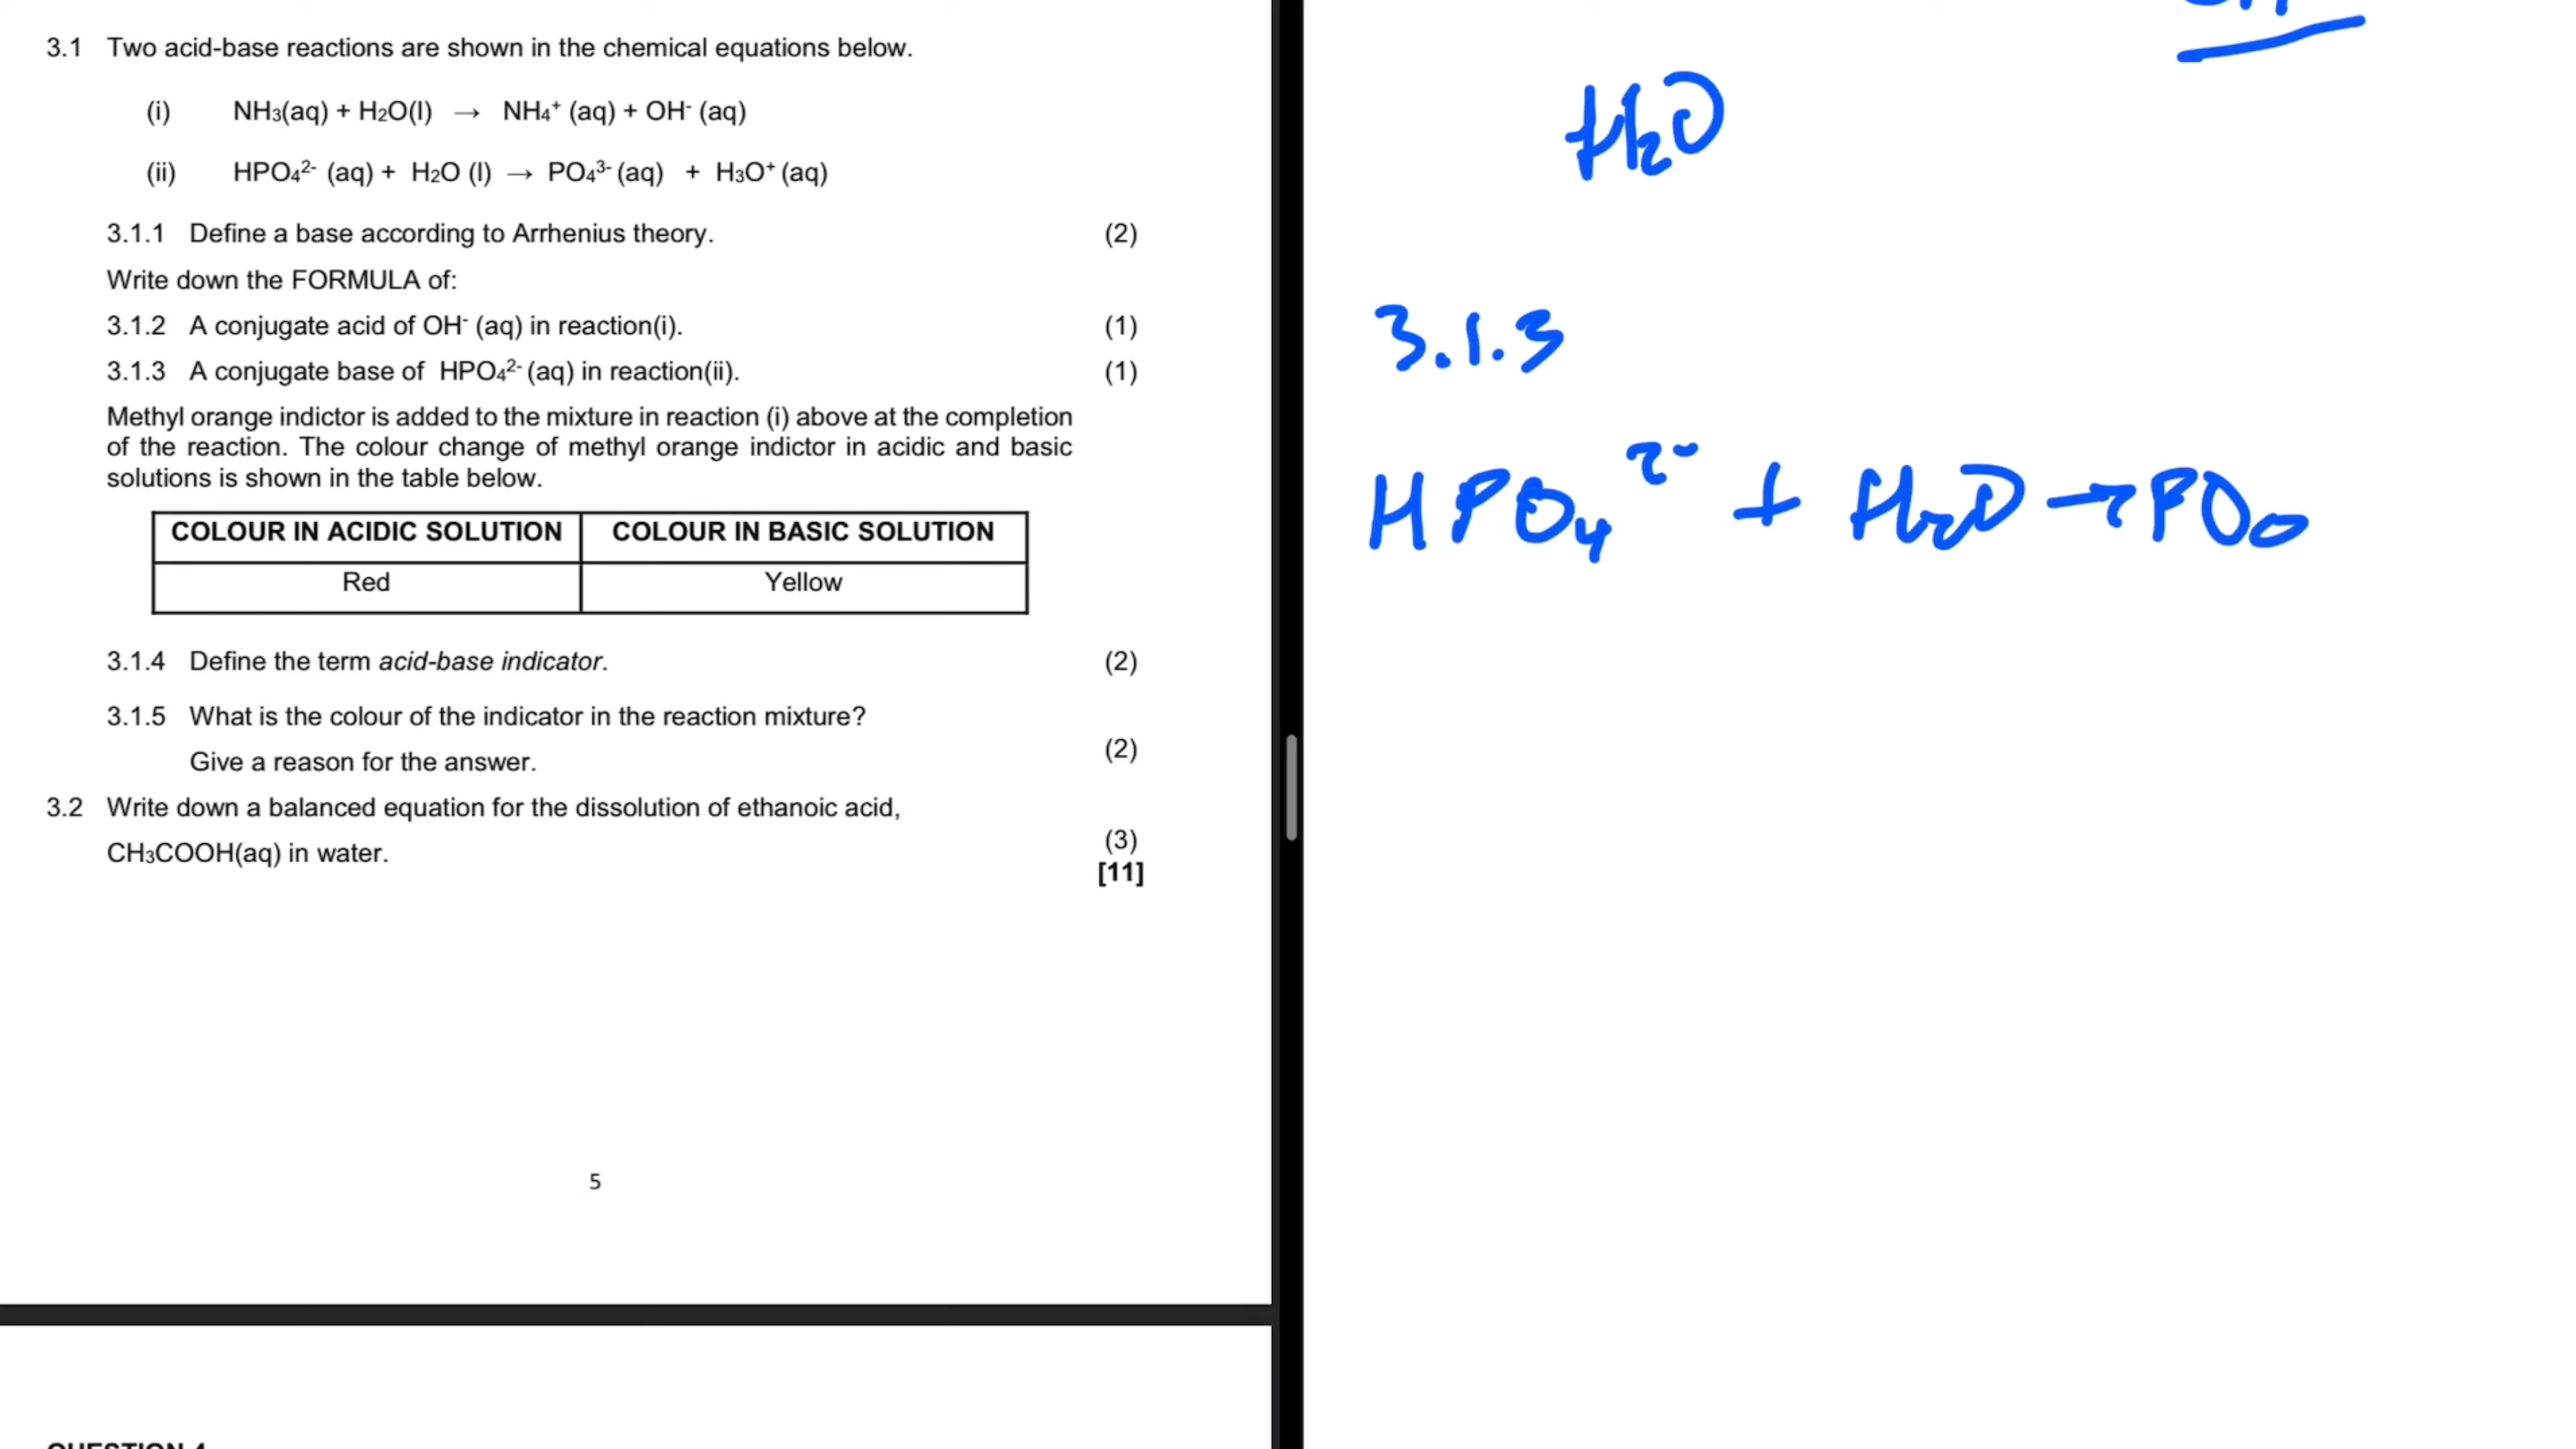 3.1 Two acid-base reactions are shown in the chemical equations below.
(i) NH₃(aq) + H₂O(l) → NH₄⁺ (aq) + OH⁻ (aq)
(ii) HPO₄²⁻ (aq) + H₂O (l) → PO₄³⁻ (aq) + H₃O⁺ (aq)
3.1.1 Define a base according to Arrhenius theory. (2)
Write down the FORMULA of:
3.1.2 A conjugate acid of OH⁻ (aq) in reaction(i). (1)
3.1.3 A conjugate base of HPO₄²⁻ (aq) in reaction(ii). (1)
Methyl orange indictor is added to the mixture in reaction (i) above at the completion
of the reaction. The colour change of methyl orange indictor in acidic and basic
solutions is shown in the table below.
COLOUR IN ACIDIC SOLUTION COLOUR IN BASIC SOLUTION
Red Yellow
3.1.4 Define the term acid-base indicator. (2)
3.1.5 What is the colour of the indicator in the reaction mixture?
Give a reason for the answer. (2)
3.2 Write down a balanced equation for the dissolution of ethanoic acid,
CH₃COOH(aq) in water. (3)
[11]
5
H₂O
3.1.3
HPO₄²⁻ + H₂O → PO₀